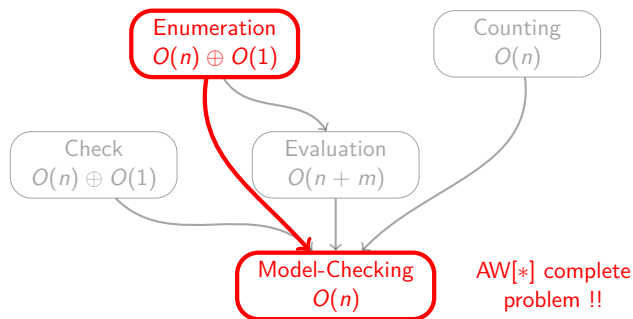 Enumeration
O(n) ⊕ O(1)
Counting
O(n)
Check
O(n) ⊕ O(1)
Evaluation
O(n + m)
Model-Checking
O(n)
AW[*] complete
problem !!